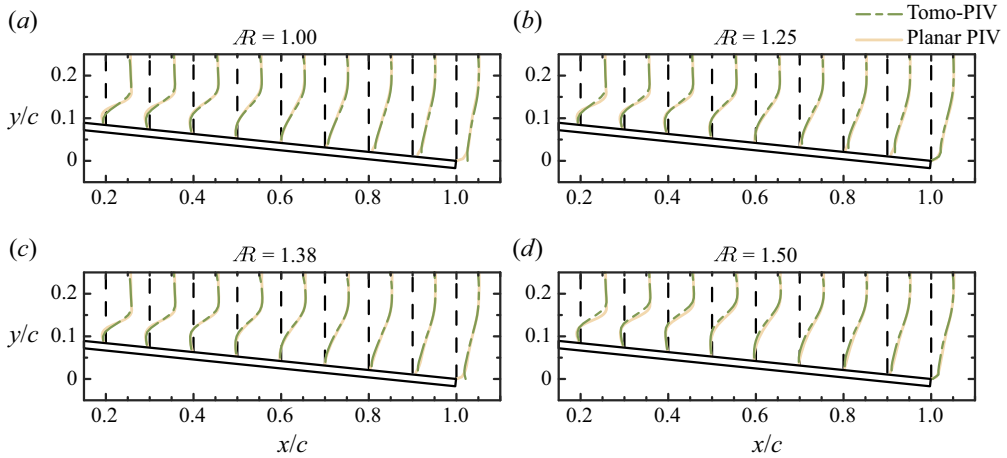 (a)
Æ = 1.00
(b)
Æ = 1.25
Tomo-PIV
Planar PIV
y/c
0.2
0.1
0
0.2
0.1
0
0.2 0.4 0.6 0.8 1.0
0.2 0.4 0.6 0.8 1.0
(c)
Æ = 1.38
(d)
Æ = 1.50
y/c
0.2
0.1
0
0.2
0.1
0
0.2 0.4 0.6 0.8 1.0
0.2 0.4 0.6 0.8 1.0
x/c
x/c